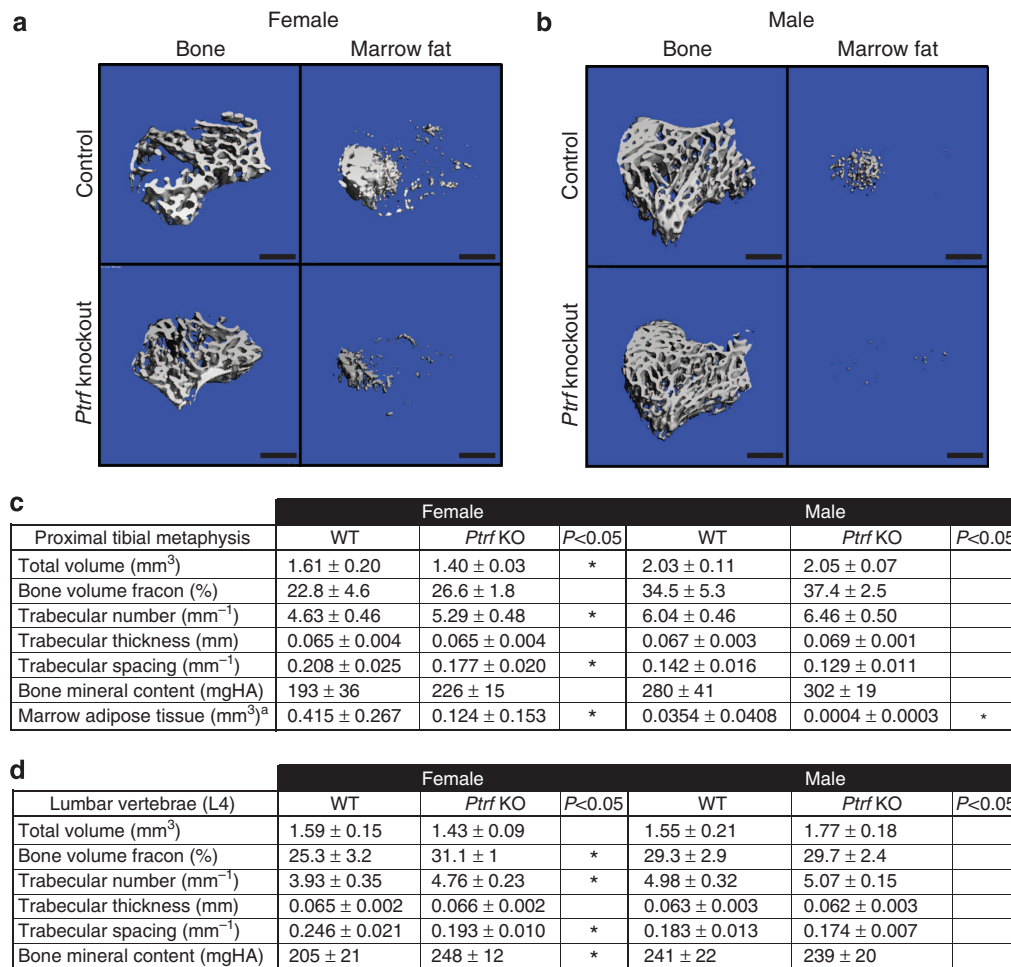 a
Female
Bone Marrow fat
Control
Ptrf knockout
b
Male
Bone Marrow fat
Control
Ptrf knockout
c
Female Male
Proximal tibial metaphysis WT Ptrf KO P<0.05 WT Ptrf KO P<0.05
Total volume (mm³) 1.61 ± 0.20 1.40 ± 0.03 * 2.03 ± 0.11 2.05 ± 0.07
Bone volume fracon (%) 22.8 ± 4.6 26.6 ± 1.8 34.5 ± 5.3 37.4 ± 2.5
Trabecular number (mm⁻¹) 4.63 ± 0.46 5.29 ± 0.48 * 6.04 ± 0.46 6.46 ± 0.50
Trabecular thickness (mm) 0.065 ± 0.004 0.065 ± 0.004 0.067 ± 0.003 0.069 ± 0.001
Trabecular spacing (mm⁻¹) 0.208 ± 0.025 0.177 ± 0.020 * 0.142 ± 0.016 0.129 ± 0.011
Bone mineral content (mgHA) 193 ± 36 226 ± 15 280 ± 41 302 ± 19
Marrow adipose tissue (mm³)ᵃ 0.415 ± 0.267 0.124 ± 0.153 * 0.0354 ± 0.0408 0.0004 ± 0.0003 *
d
Female Male
Lumbar vertebrae (L4) WT Ptrf KO P<0.05 WT Ptrf KO P<0.05
Total volume (mm³) 1.59 ± 0.15 1.43 ± 0.09 1.55 ± 0.21 1.77 ± 0.18
Bone volume fracon (%) 25.3 ± 3.2 31.1 ± 1 * 29.3 ± 2.9 29.7 ± 2.4
Trabecular number (mm⁻¹) 3.93 ± 0.35 4.76 ± 0.23 * 4.98 ± 0.32 5.07 ± 0.15
Trabecular thickness (mm) 0.065 ± 0.002 0.066 ± 0.002 0.063 ± 0.003 0.062 ± 0.003
Trabecular spacing (mm⁻¹) 0.246 ± 0.021 0.193 ± 0.010 * 0.183 ± 0.013 0.174 ± 0.007
Bone mineral content (mgHA) 205 ± 21 248 ± 12 * 241 ± 22 239 ± 20